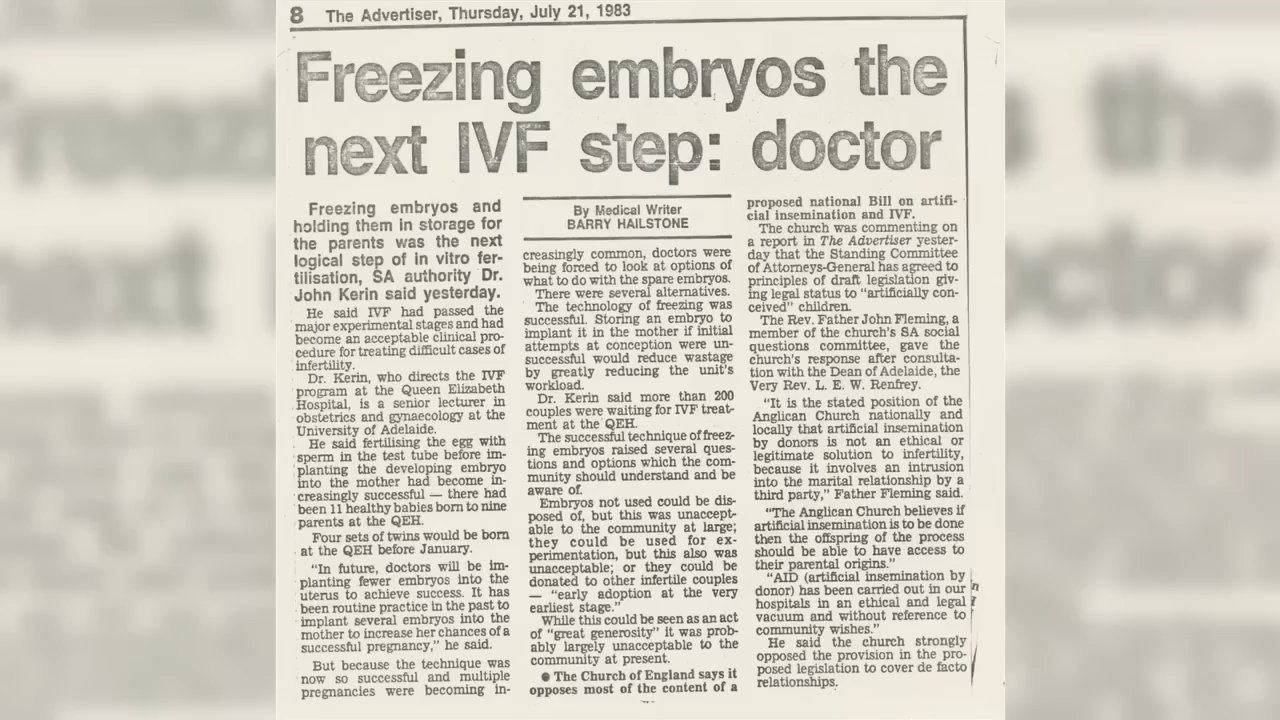 8 The Advertiser, Thursday, July 21, 1983
Freezing embryos the
next IVF step: doctor
Freezing embryos and
holding them in storage for
the parents was the next
logical step of in vitro fer-
tilisation, SA authority Dr.
John Kerin said yesterday.
He said IVF had passed the
major experimental stages and had
become an acceptable clinical pro-
cedure for treating difficult cases of
infertility.
Dr. Kerin, who directs the IVF
program at the Queen Elizabeth
Hospital, is a senior lecturer in
obstetrics and gynaecology at the
University of Adelaide.
He said fertilising the egg with
sperm in the test tube before im-
planting the developing embryo
into the mother had become in-
creasingly successful — there had
been 11 healthy babies born to nine
parents at the QEH.
Four sets of twins would be born
at the QEH before January.
"In future, doctors will be im-
planting fewer embryos into the
uterus to achieve success. It has
been routine practice in the past to
implant several embryos into the
mother to increase her chances of a
successful pregnancy," he said.
But because the technique was
now so successful and multiple
pregnancies were becoming in-
By Medical Writer
BARRY HAILSTONE
creasingly common, doctors were
being forced to look at options of
what to do with the spare embryos.
There were several alternatives.
The technology of freezing was
successful. Storing an embryo to
implant it in the mother if initial
attempts at conception were un-
successful would reduce wastage
by greatly reducing the unit's
workload.
Dr. Kerin said more than 200
couples were waiting for IVF treat-
ment at the QEH.
The successful technique of freez-
ing embryos raised several ques-
tions and options which the com-
munity should understand and be
aware of.
Embryos not used could be dis-
posed of, but this was unaccept-
able to the community at large;
they could be used for ex-
perimentation, but this also was
unacceptable; or they could be
donated to other infertile couples
— "early adoption at the very
earliest stage."
While this could be seen as an act
of "great generosity" it was prob-
ably largely unacceptable to the
community at present.
● The Church of England says it
opposes most of the content of a
proposed national Bill on artifi-
cial insemination and IVF.
The church was commenting on
a report in The Advertiser yester-
day that the Standing Committee
of Attorneys-General has agreed to
principles of draft legislation giv-
ing legal status to "artificially con-
ceived" children.
The Rev. Father John Fleming, a
member of the church's SA social
questions committee, gave the
church's response after consulta-
tion with the Dean of Adelaide, the
Very Rev. L. E. W. Renfrey.
"It is the stated position of the
Anglican Church nationally and
locally that artificial insemination
by donors is not an ethical or
legitimate solution to infertility,
because it involves an intrusion
into the marital relationship by a
third party," Father Fleming said.
"The Anglican Church believes if
artificial insemination is to be done
then the offspring of the process
should be able to have access to
their parental origins."
"AID (artificial insemination by
donor) has been carried out in our
hospitals in an ethical and legal
vacuum and without reference to
community wishes."
He said the church strongly
opposed the provision in the pro-
posed legislation to cover de facto
relationships.